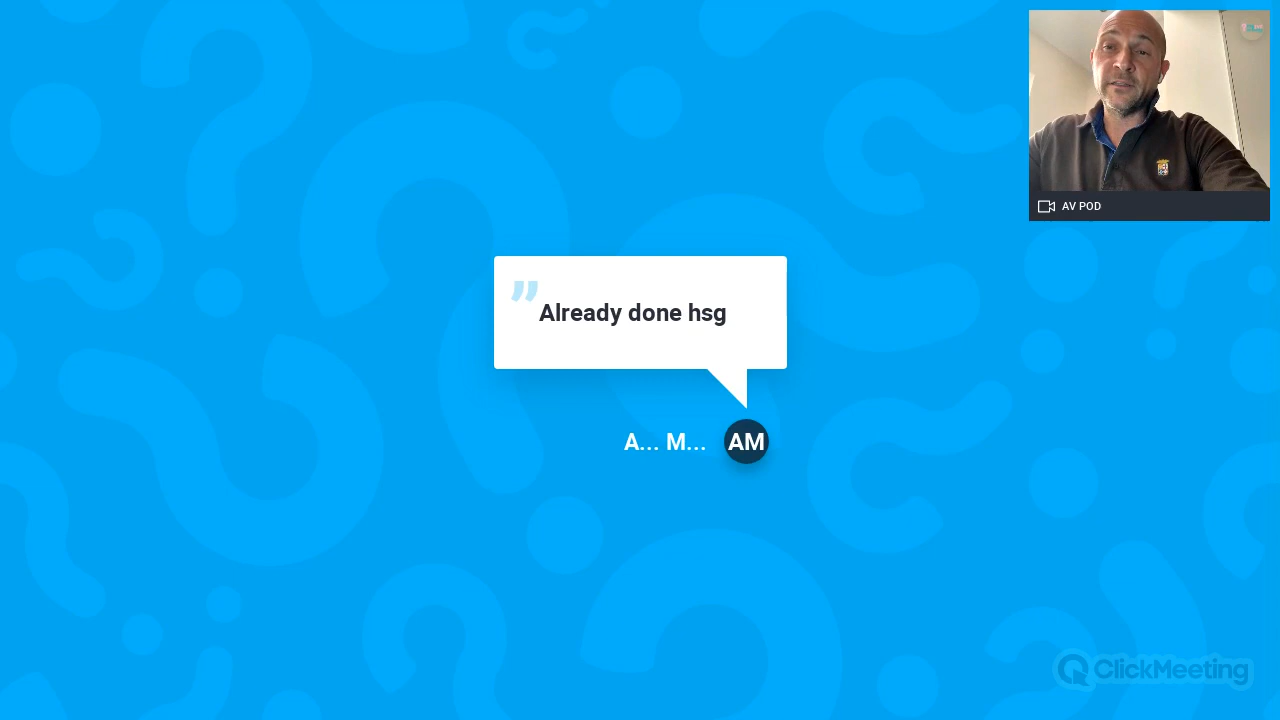 AV POD
” Already done hsg
A... M...
AM
ClickMeeting